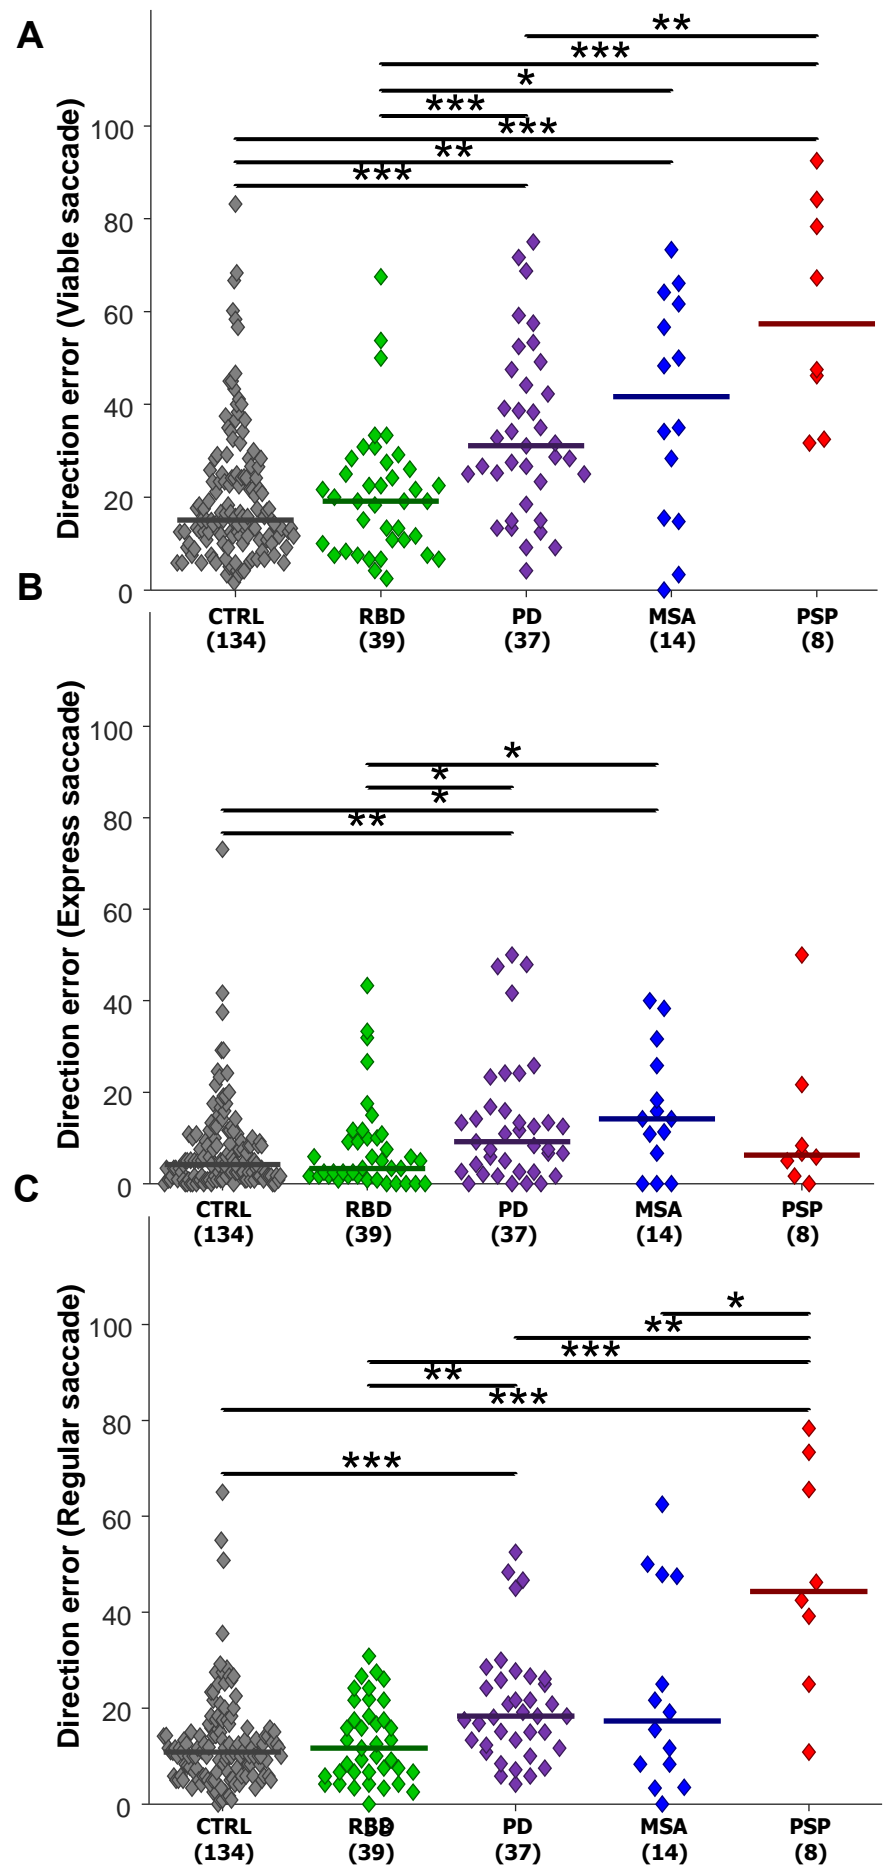 A
**
***
*
***
***
**
***
Direction error (Viable saccade)
100
80
60
40
20
0
CTRL RBD PD MSA PSP
(134) (39) (37) (14) (8)
B
*
*
*
**
Direction error (Express saccade)
100
80
60
40
20
0
CTRL RBD PD MSA PSP
(134) (39) (37) (14) (8)
C
*
**
***
**
***
***
Direction error (Regular saccade)
100
80
60
40
20
0
CTRL RBD PD MSA PSP
(134) (39) (37) (14) (8)